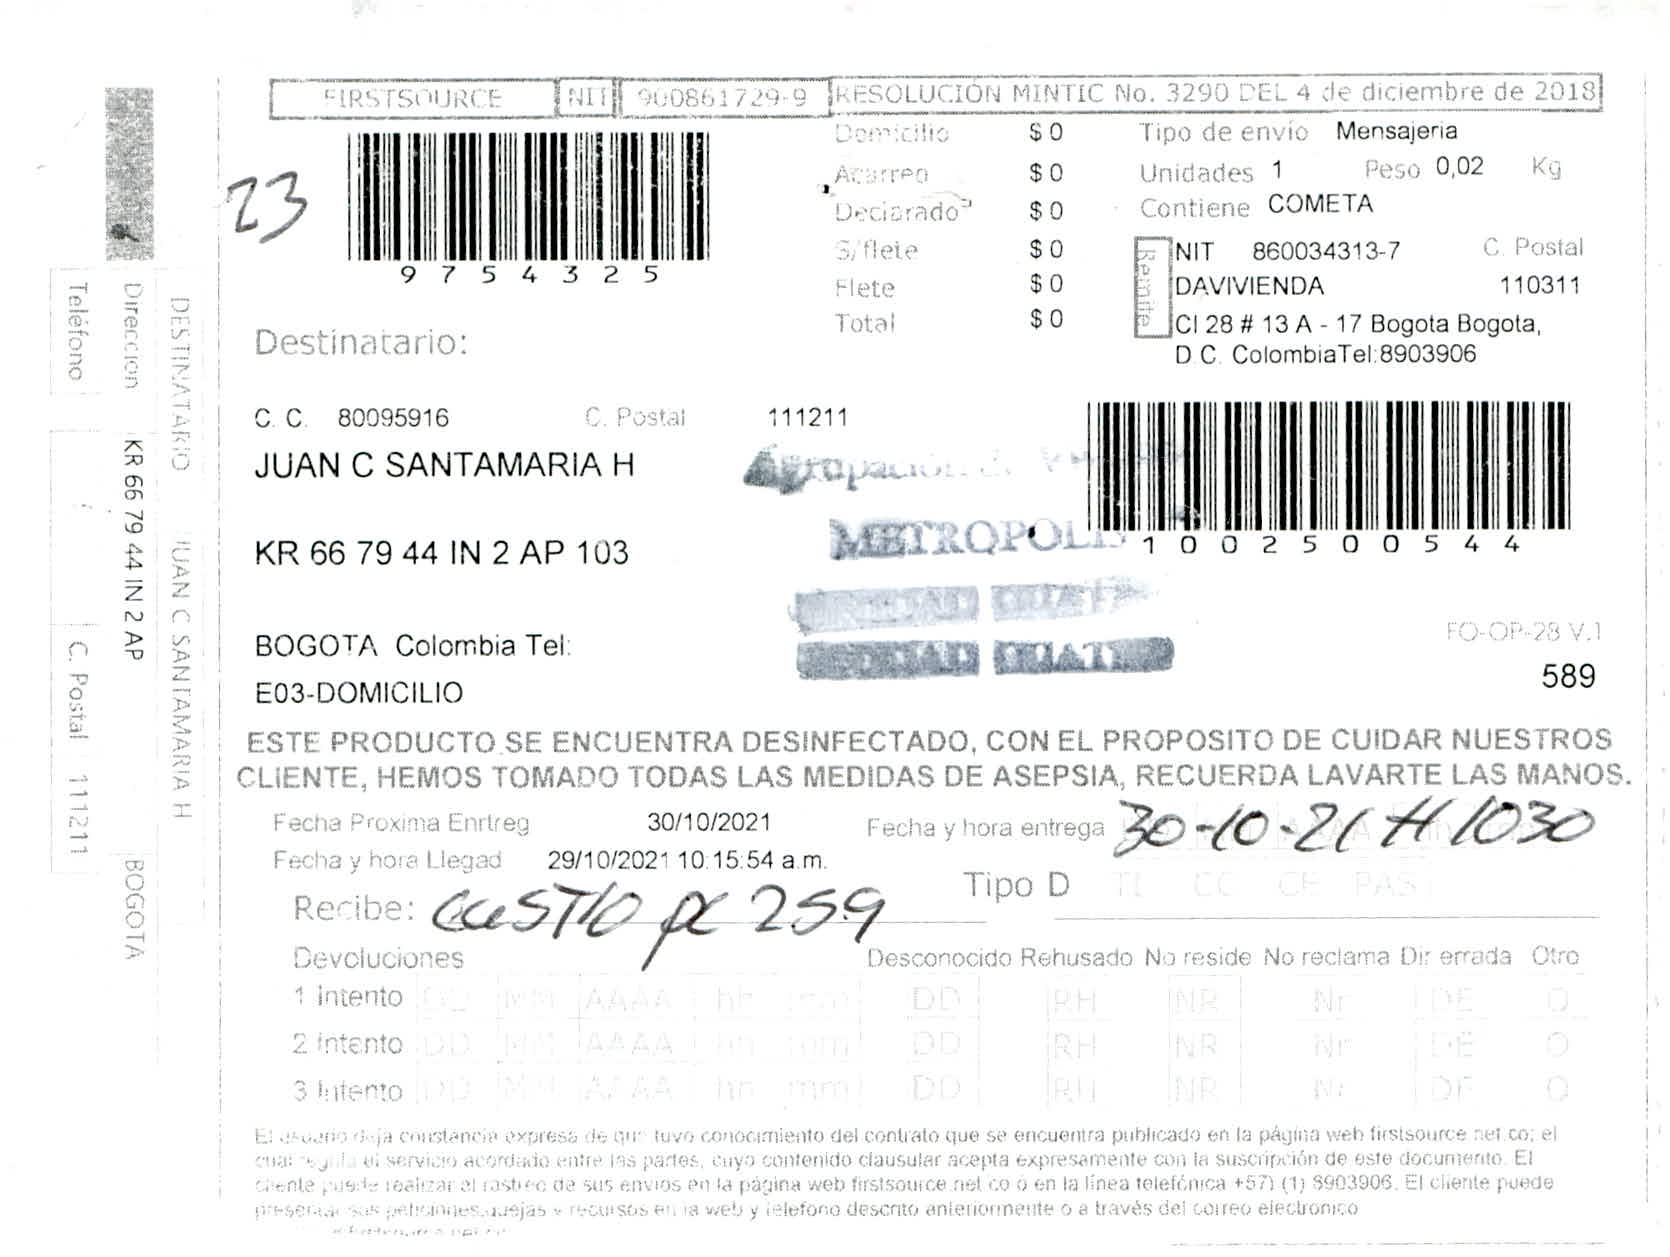 FIRSTSOURCE NIT 900861729-9 RESOLUCIÓN MINTIC No. 3290 DEL 4 de diciembre de 2018
23
9 7 5 4 3 2 5
Domicilio $ 0
Acarreo $ 0
Declarado $ 0
S/flete $ 0
Flete $ 0
Total $ 0
Tipo de envío Mensajeria
Unidades 1 Peso 0,02 Kg
Contiene COMETA
Remite
NIT 860034313-7 C. Postal
DAVIVIENDA 110311
Cl 28 # 13 A - 17 Bogota Bogota,
D C. ColombiaTel:8903906
Destinatario:
C. C. 80095916 C. Postal 111211
JUAN C SANTAMARIA H
KR 66 79 44 IN 2 AP 103
BOGOTA Colombia Tel:
E03-DOMICILIO
Agrupación de
METROPOLIS
1 0 0 2 5 0 0 5 4 4
FO-OP-28 V.1
589
ESTE PRODUCTO SE ENCUENTRA DESINFECTADO, CON EL PROPOSITO DE CUIDAR NUESTROS
CLIENTE, HEMOS TOMADO TODAS LAS MEDIDAS DE ASEPSIA, RECUERDA LAVARTE LAS MANOS.
Fecha Proxima Enrtreg 30/10/2021 Fecha y hora entrega 30-10-21 H 1030
Fecha y hora Llegad 29/10/2021 10:15:54 a.m.
Tipo D TI CC CE PAS
Recibe: 259
Devoluciones Desconocido Rehusado No reside No reclama Dir errada Otro
1 Intento DD MM AAAA hh mm DD RH NR Nr DE O
2 Intento DD MM AAAA hh mm DD RH NR Nr DE O
3 Intento DD MM AAAA hh mm DD RH NR Nr DE O
El usuario deja constancia expresa de que tuvo conocimiento del contrato que se encuentra publicado en la página web firstsource.net.co; el
cual regula el servicio acordado entre las partes, cuyo contenido clausular acepta expresamente con la suscripción de este documento. El
cliente puede realizar el rastreo de sus envios en la página web firstsource.net.co o en la línea telefónica +57) (1) 8903906. El cliente puede
presentar sus peticiones,quejas y recursos en la web y telefono descrito anteriormente o a través del correo electronico
DESTINATARIO JUAN C SANTAMARIA H
Direccion KR 66 79 44 IN 2 AP BOGOTA
Teléfono C. Postal 111211